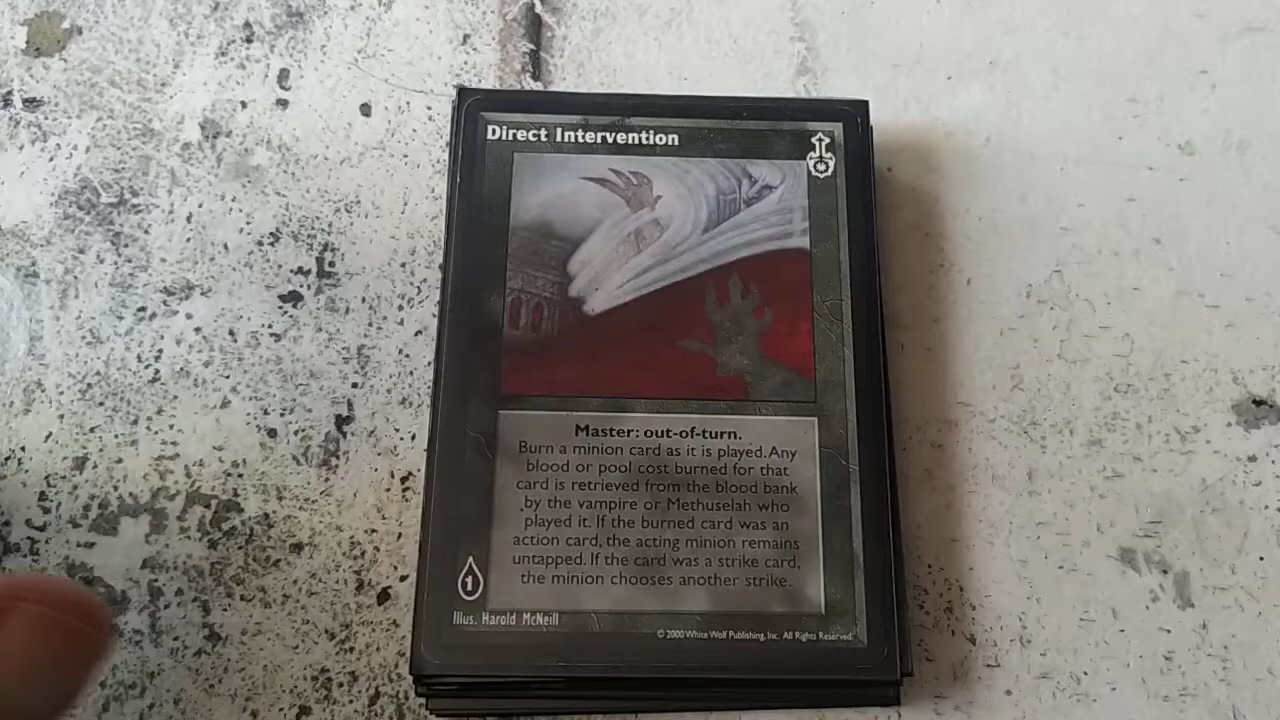 Direct Intervention
Master: out-of-turn.
Burn a minion card as it is played. Any
blood or pool cost burned for that
card is retrieved from the blood bank
by the vampire or Methuselah who
played it. If the burned card was an
action card, the acting minion remains
untapped. If the card was a strike card,
the minion chooses another strike.
1
Illus. Harold McNeill
© 2000 White Wolf Publishing, Inc. All Rights Reserved.